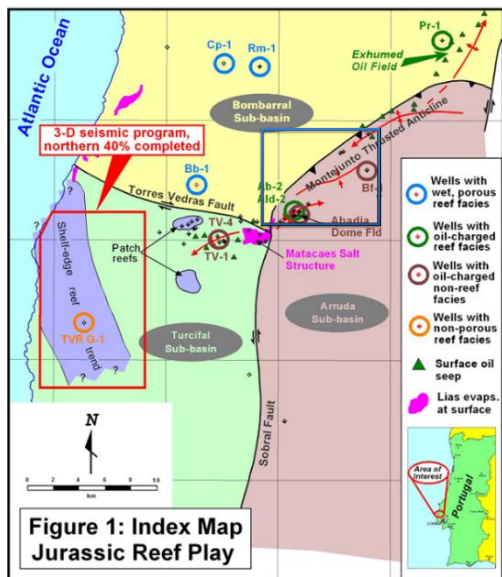 Atlantic Ocean
Cp-1
Rm-1
Pr-1
Exhumed
Oil Field
Bombarral
Sub-basin
3-D seismic program,
northern 40% completed
Montejunto Thrusted Anticline
Bb-1
Torres Vedras Fault
Ab-2
Ald-2
Bf-1
Abadia
Dome Fld
TV-4
TV-1
Patch
reefs
Matacaes Salt
Structure
Shelf-edge reef
trend
TVR G-1
?
?
?
?
Turcifal
Sub-basin
Arruda
Sub-basin
Sobral Fault
Wells with
wet, porous
reef facies
Wells with
oil-charged
reef facies
Wells with
oil-charged
non-reef
facies
Wells with
non-porous
reef facies
Surface oil
seep
Lias evaps.
at surface
N
0
10
km
Area of
Interest
Portugal
Figure 1: Index Map
Jurassic Reef Play